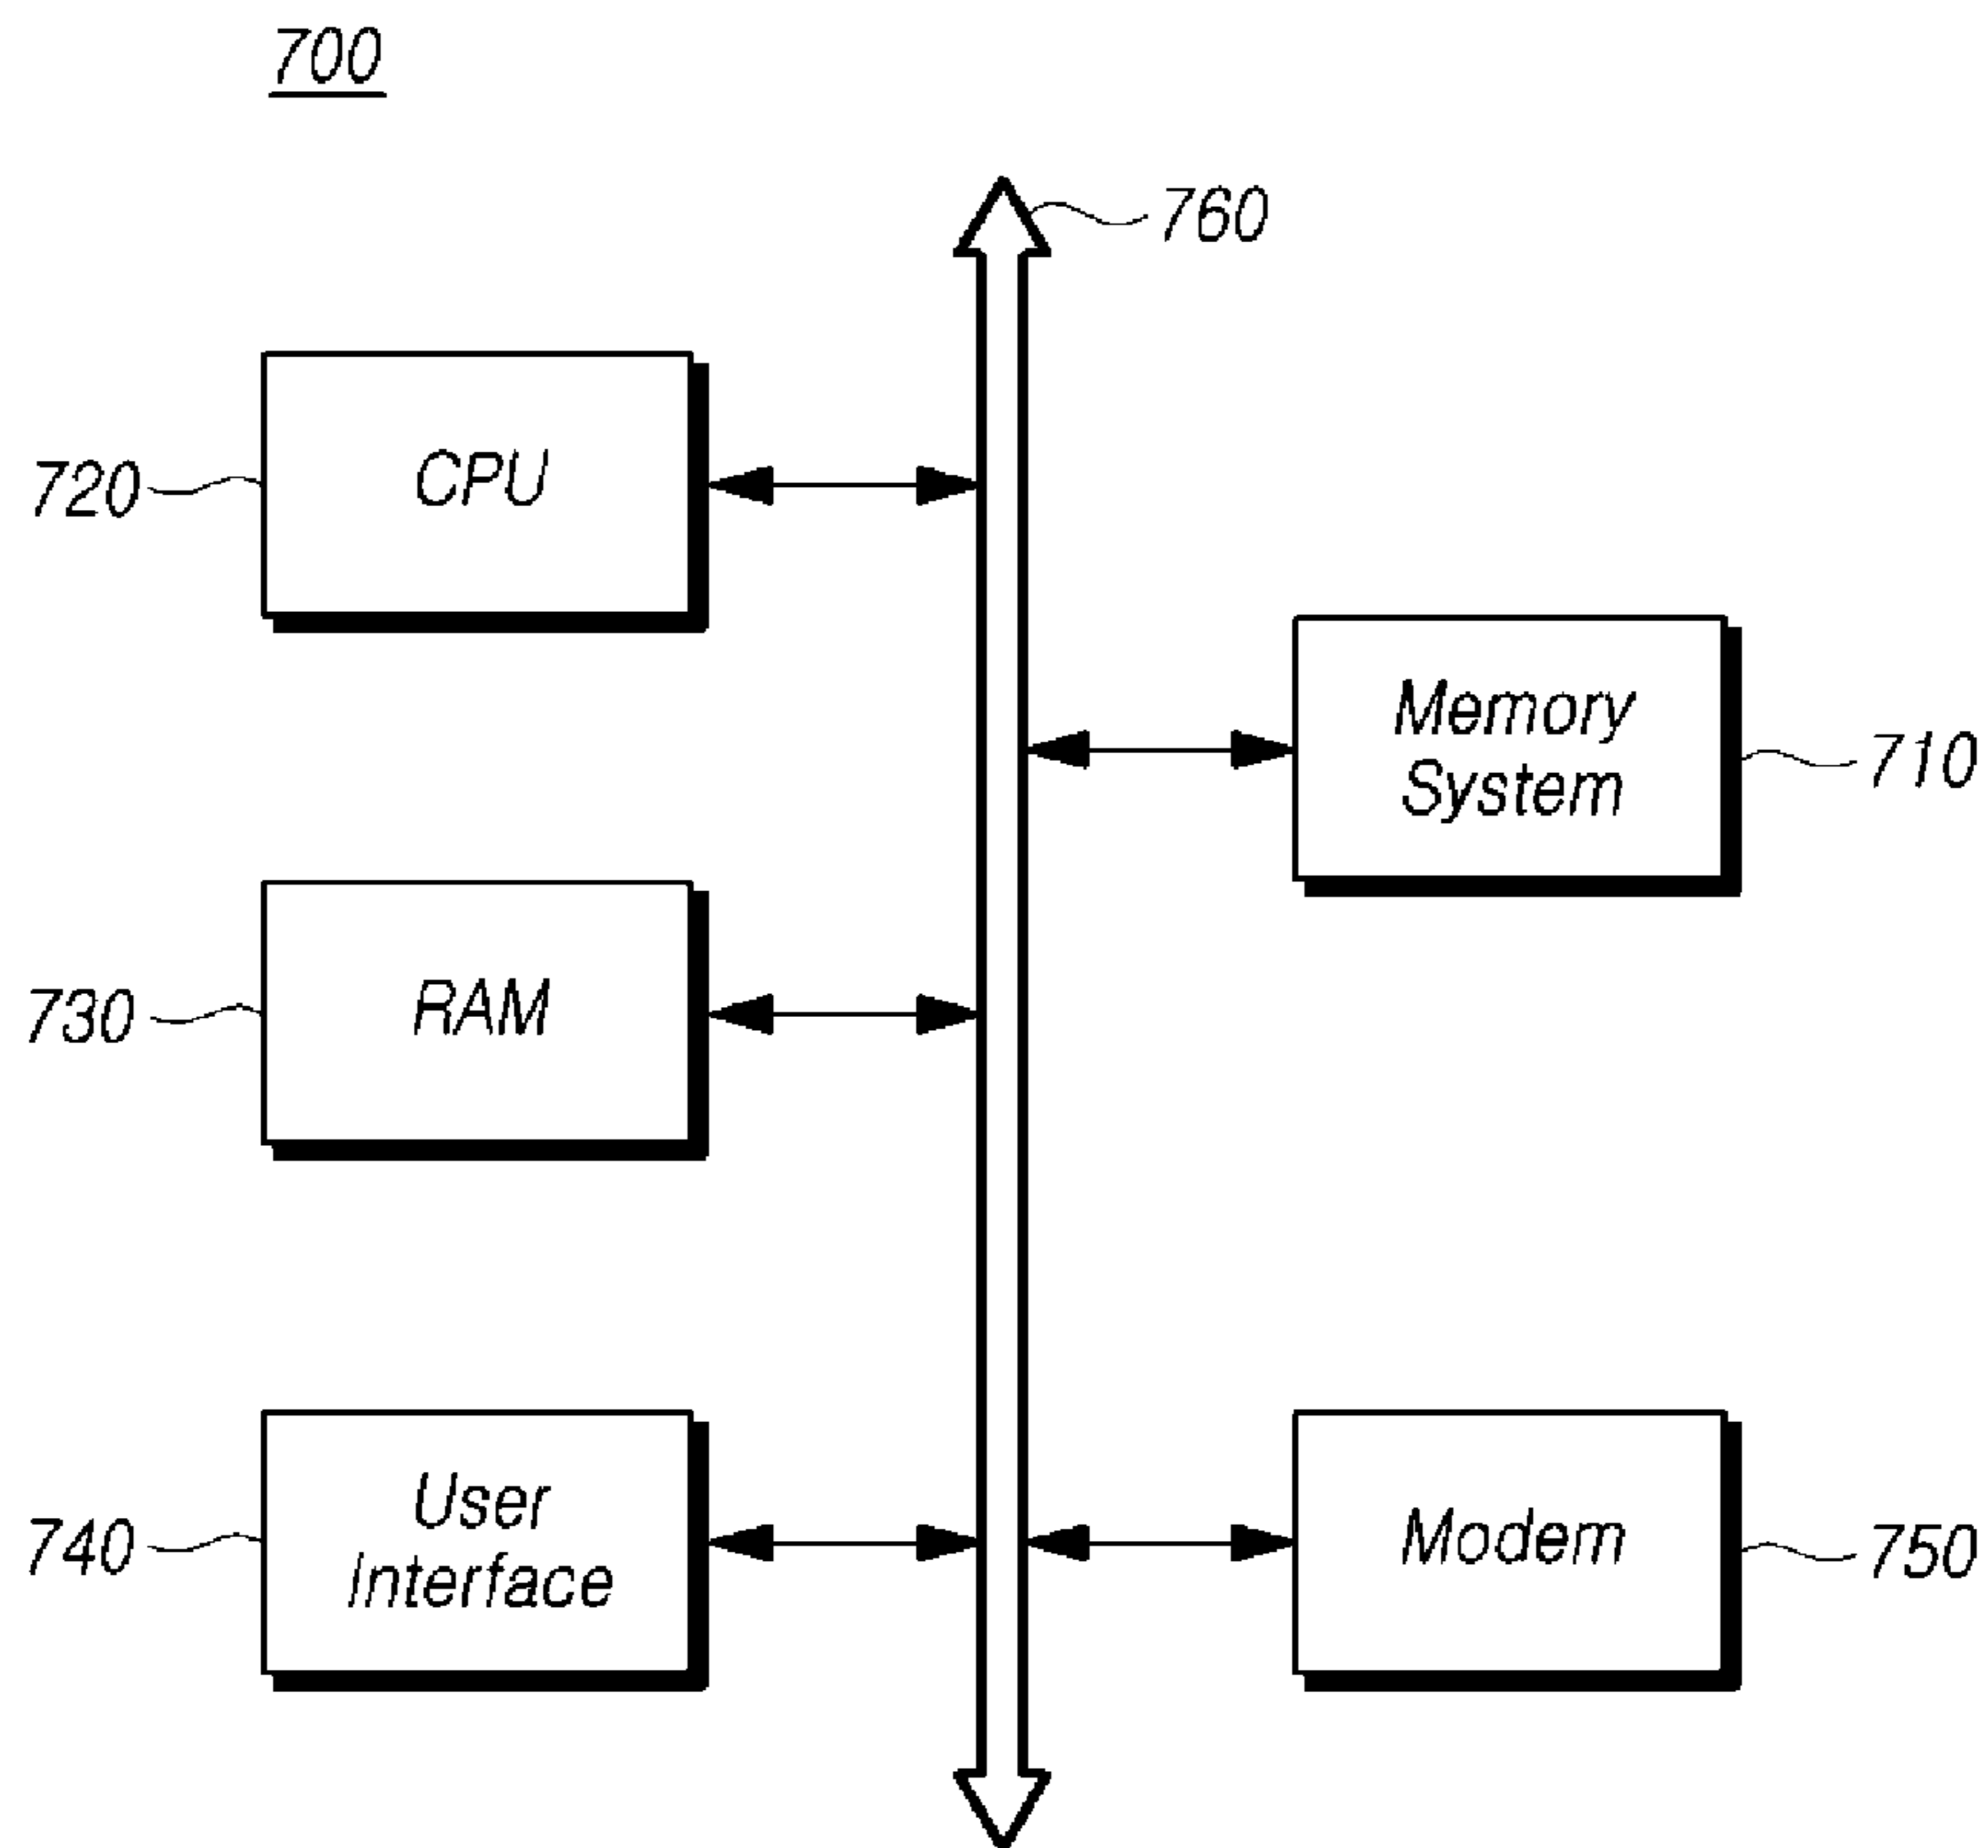 700
760
CPU
720
Memory
System
710
RAM
730
User
Interface
740
Modem
750